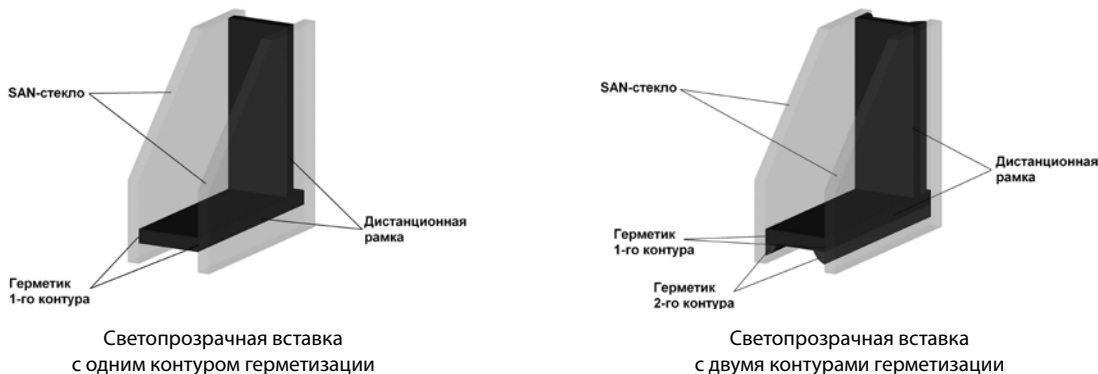 SAN-стекло
Дистанционная
рамка
Герметик
1-го контура
Светопрозрачная вставка
с одним контуром герметизации
SAN-стекло
Дистанционная
рамка
Герметик
1-го контура
Герметик
2-го контура
Светопрозрачная вставка
с двумя контурами герметизации